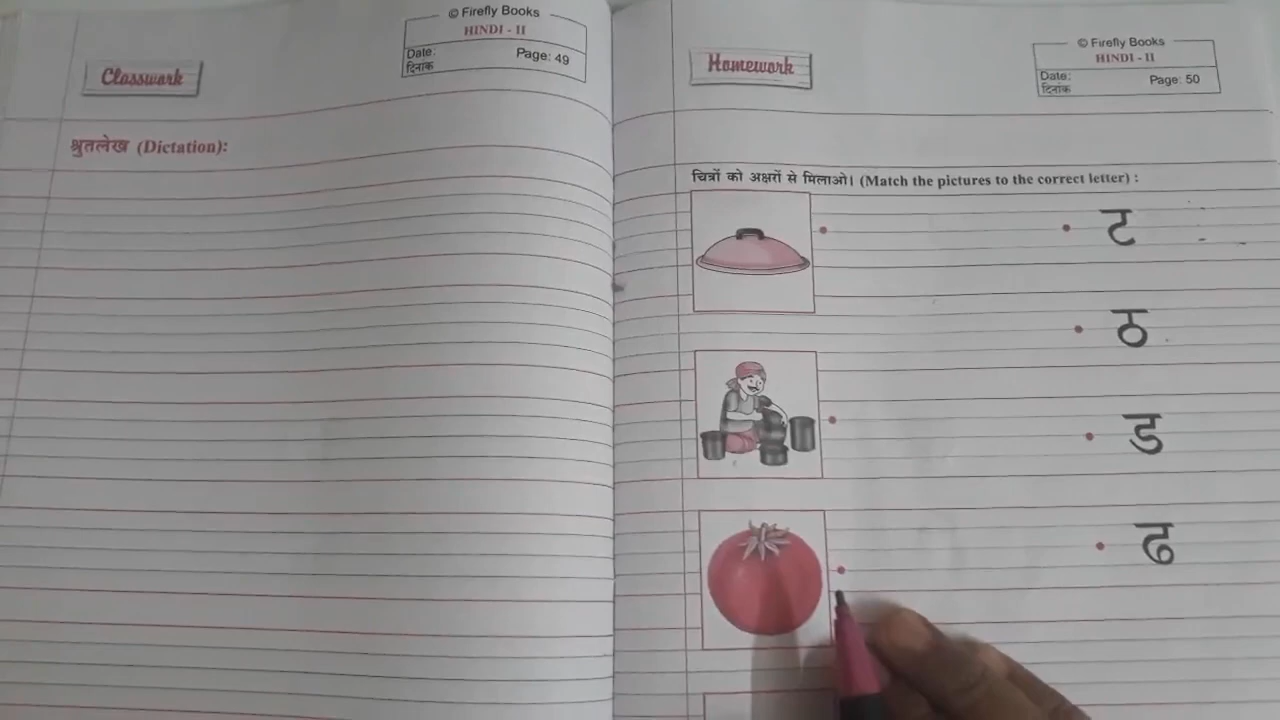 © Firefly Books
HINDI - II
Date:
दिनांक
Page: 49
Classwork
श्रुतलेख (Dictation):
© Firefly Books
HINDI - II
Date:
दिनांक
Page: 50
Homework
चित्रों को अक्षरों से मिलाओ। (Match the pictures to the correct letter) :
ट
ठ
ड
ढ